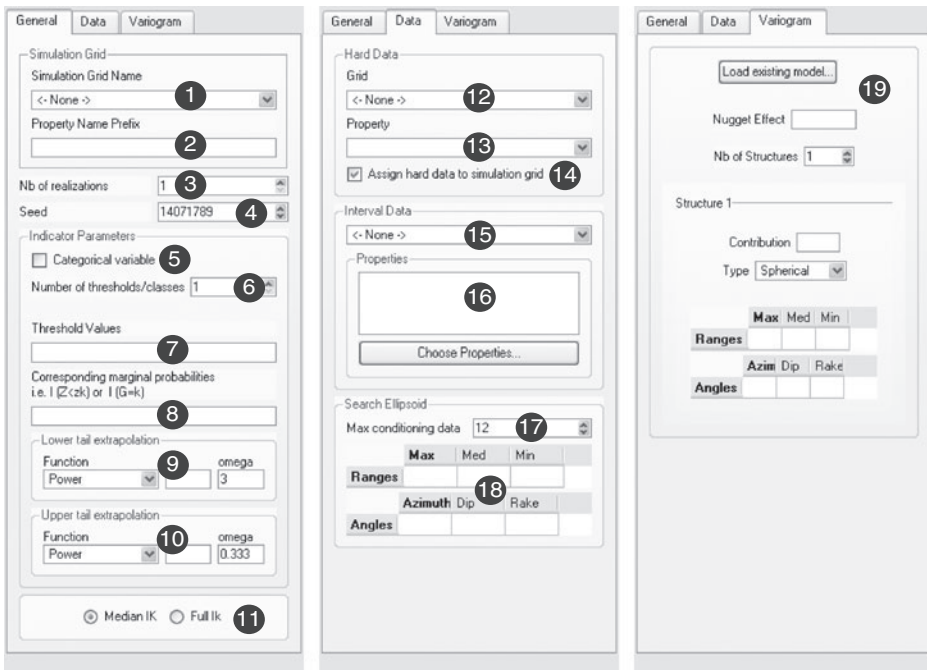 General Data Variogram
Simulation Grid
Simulation Grid Name
<- None -> 1
Property Name Prefix
2
Nb of realizations 1 3
Seed 14071789 4
Indicator Parameters
Categorical variable 5
Number of thresholds/classes 1 6
Threshold Values
7
Corresponding marginal probabilities
i.e. I (Z<zk) or I (G=k)
8
Lower tail extrapolation
Function 9 omega
Power 3
Upper tail extrapolation
Function 10 omega
Power 0.333
Median IK Full Ik 11
General Data Variogram
Hard Data
Grid
<- None -> 12
Property
13
Assign hard data to simulation grid 14
Interval Data
<- None -> 15
Properties
16
Choose Properties...
Search Ellipsoid
Max conditioning data 12 17
Max Med Min
Ranges
18
Azimuth Dip Rake
Angles
General Data Variogram
Load existing model...
19
Nugget Effect
Nb of Structures 1
Structure 1
Contribution
Type Spherical
Max Med Min
Ranges
Azim Dip Rake
Angles